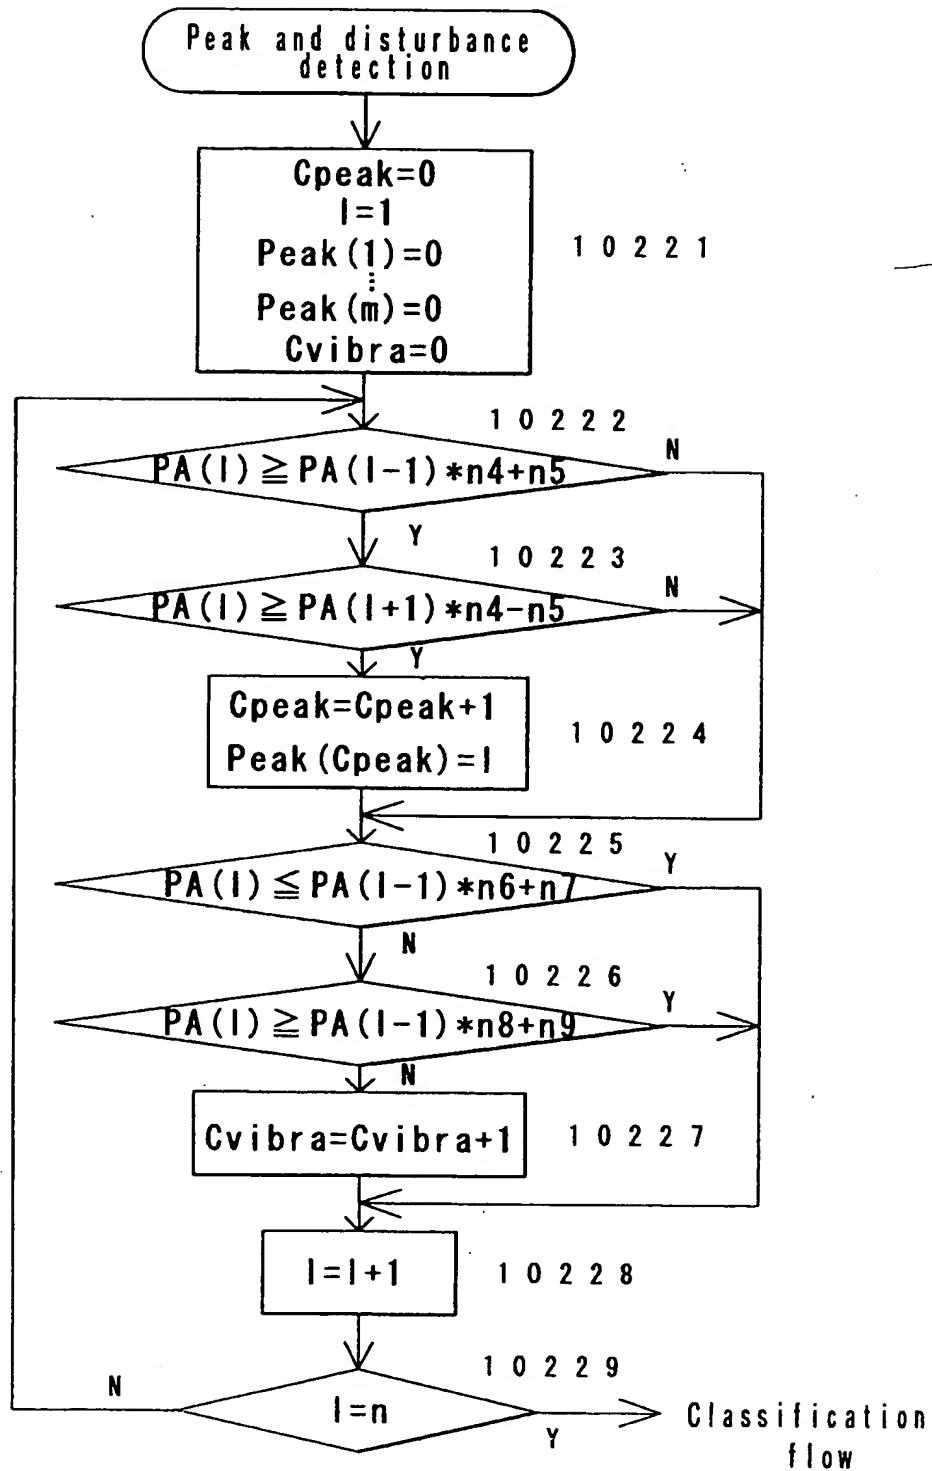 Peak and disturbance
detection
Cpeak=0
I=1
Peak(1)=0
⋮
Peak(m)=0
Cvibra=0
10221
10222
PA(I)≧PA(I-1)*n4+n5
N
Y
10223
PA(I)≧PA(I+1)*n4-n5
N
Y
Cpeak=Cpeak+1
Peak(Cpeak)=I
10224
10225
PA(I)≦PA(I-1)*n6+n7
Y
N
10226
PA(I)≧PA(I-1)*n8+n9
Y
N
Cvibra=Cvibra+1
10227
I=I+1
10228
10229
N
I=n
Y
Classification
flow